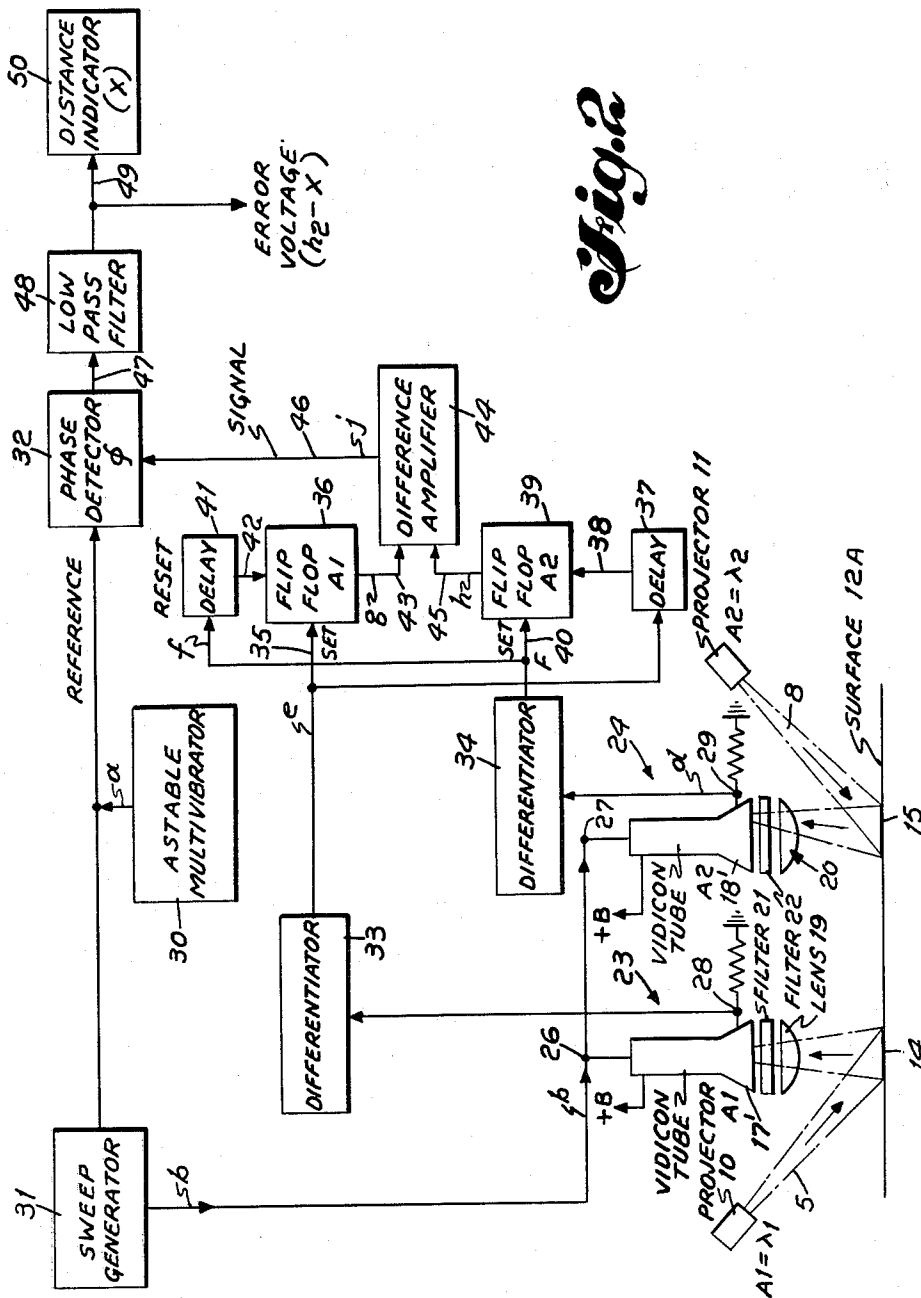 50
DISTANCE
INDICATOR
(X)
49
ERROR
VOLTAGE
(h2-X)
48
LOW
PASS
FILTER
47
32
PHASE
DETECTOR
φ
SIGNAL
46
j
REFERENCE
44
DIFFERENCE
AMPLIFIER
RESET
41
DELAY
42
f
36
FLIP
FLOP
A1
35
SET
g
43
45
h
39
FLIP
FLOP
A2
SET
40
F
38
37
DELAY
e
a
ASTABLE
MULTIVIBRATOR
30
34
DIFFERENTIATOR
33
DIFFERENTIATOR
31
SWEEP
GENERATOR
b
b
26
27
24
d
29
23
28
+B
+B
VIDICON
TUBE
VIDICON
TUBE
A1
17'
A2
18'
PROJECTOR
10
A1=λ1
5
FILTER 21
FILTER 22
LENS 19
20
PROJECTOR 11
A2=λ2
8
SURFACE 12A
14
15
Fig.2